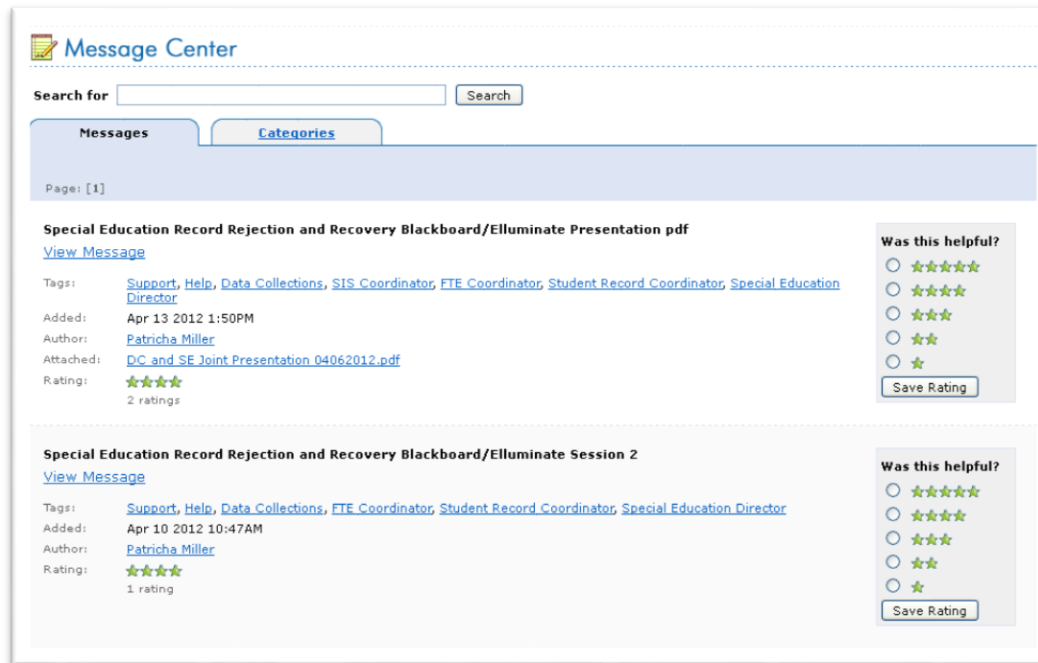 Message Center
Search for
Search
Messages
Categories
Page: [1]
Special Education Record Rejection and Recovery Blackboard/Elluminate Presentation pdf
View Message
Tags: Support, Help, Data Collections, SIS Coordinator, FTE Coordinator, Student Record Coordinator, Special Education
Director
Added: Apr 13 2012 1:50PM
Author: Patricha Miller
Attached: DC and SE Joint Presentation 04062012.pdf
Rating:
2 ratings
Was this helpful?
Save Rating
Special Education Record Rejection and Recovery Blackboard/Elluminate Session 2
View Message
Tags: Support, Help, Data Collections, FTE Coordinator, Student Record Coordinator, Special Education Director
Added: Apr 10 2012 10:47AM
Author: Patricha Miller
Rating:
1 rating
Was this helpful?
Save Rating